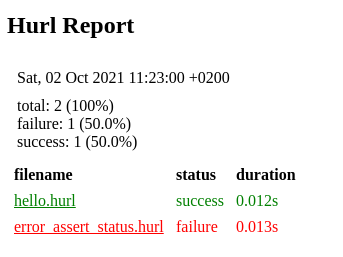 Hurl Report
Sat, 02 Oct 2021 11:23:00 +0200
total: 2 (100%)
failure: 1 (50.0%)
success: 1 (50.0%)
filename status duration
hello.hurl success 0.012s
error_assert_status.hurl failure 0.013s